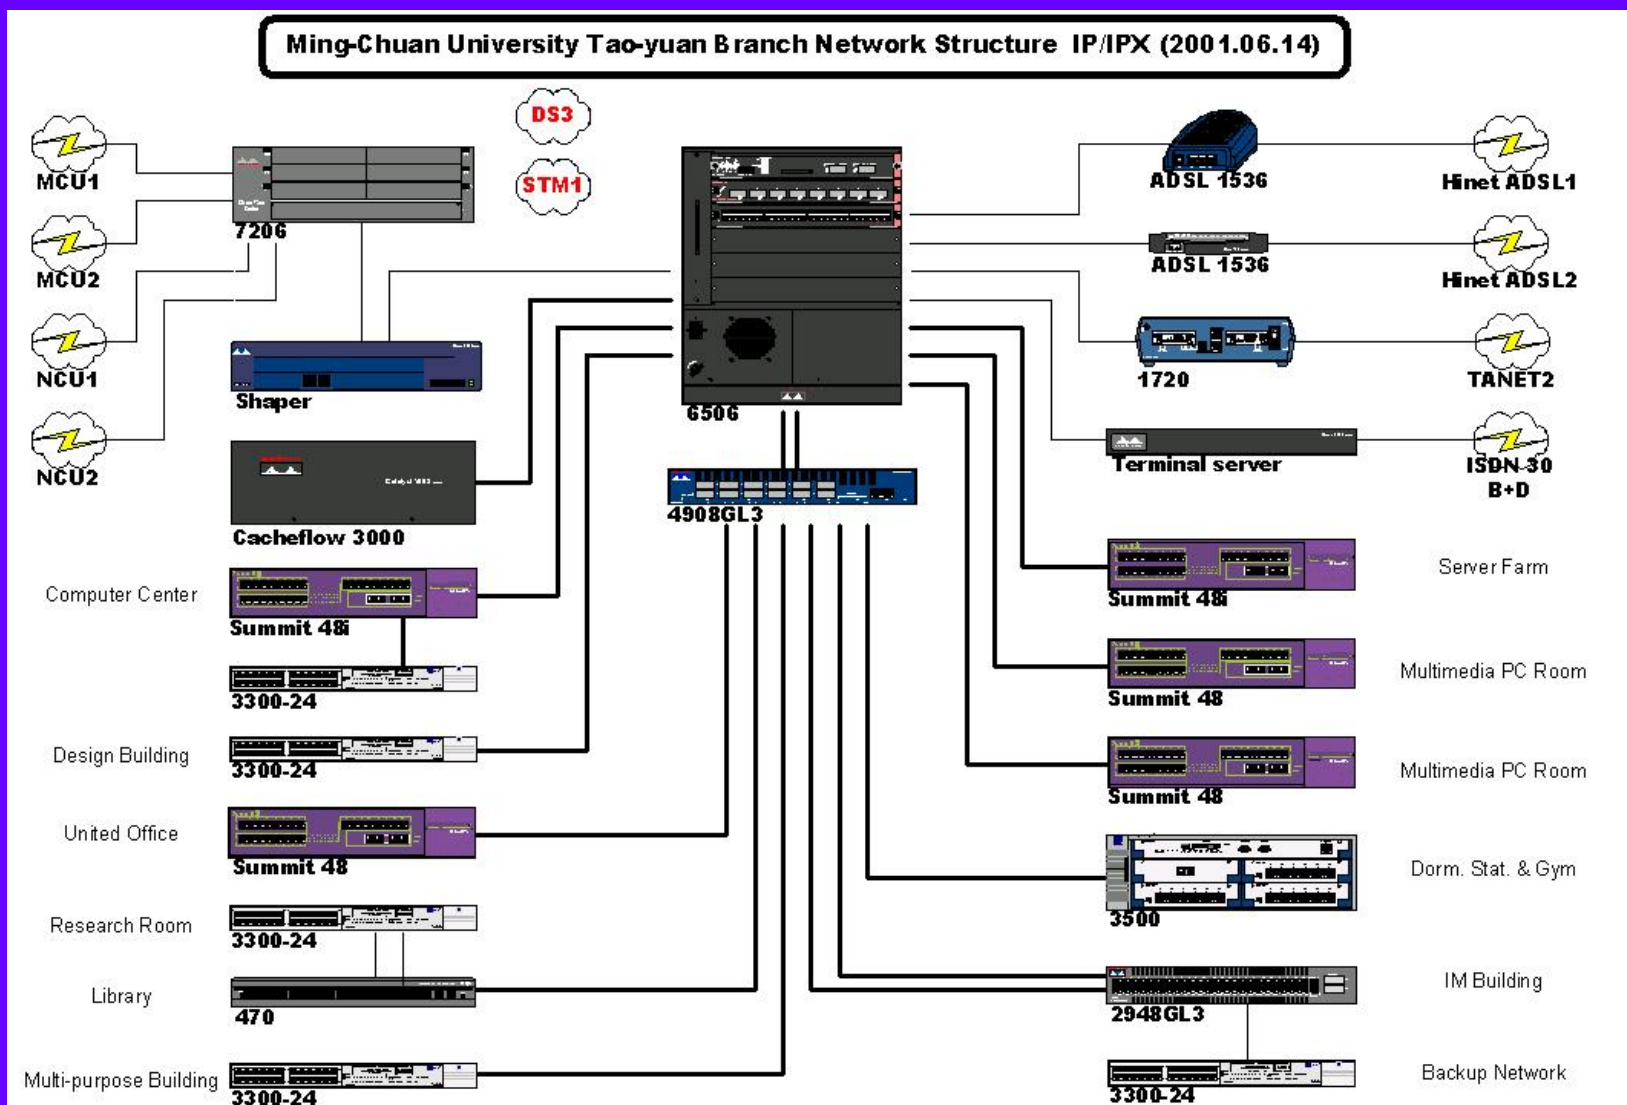 Ming-Chuan University Tao-yuan Branch Network Structure IP/IPX (2001.06.14)
DS3
STM1
MCU1
MCU2
NCU1
NCU2
7206
Shaper
Cacheflow 3000
Computer Center
Summit 48i
3300-24
Design Building
3300-24
United Office
Summit 48
Research Room
3300-24
Library
470
Multi-purpose Building
3300-24
6506
4908GL3
ADSL 1536
Hinet ADSL1
ADSL 1536
Hinet ADSL2
1720
TANET2
Terminal server
ISDN 30
B+D
Summit 48i
Server Farm
Summit 48
Multimedia PC Room
Summit 48
Multimedia PC Room
3500
Dorm. Stat. & Gym
2948GL3
IM Building
3300-24
Backup Network